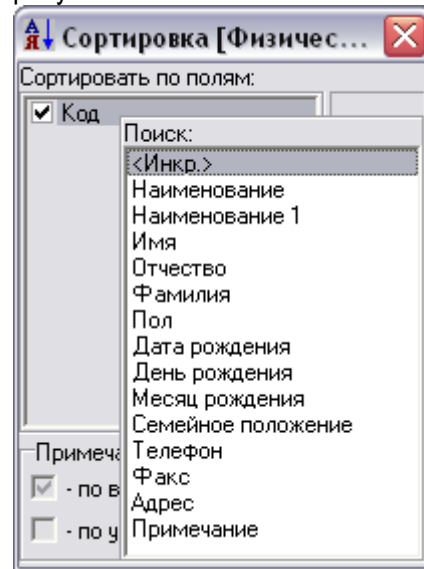 Сортировка [Физичес...
Сортировать по полям:
Код
Поиск:
<Инкр.>
Наименование
Наименование 1
Имя
Отчество
Фамилия
Пол
Дата рождения
День рождения
Месяц рождения
Семейное положение
Телефон
Факс
Адрес
Примечание
Примеча
- по в
- по у